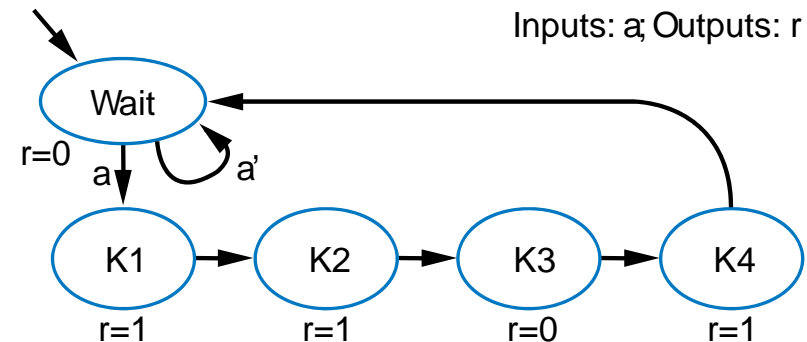 Inputs: a; Outputs: r
Wait
r=0
a
a’
K1
K2
K3
K4
r=1
r=1
r=0
r=1